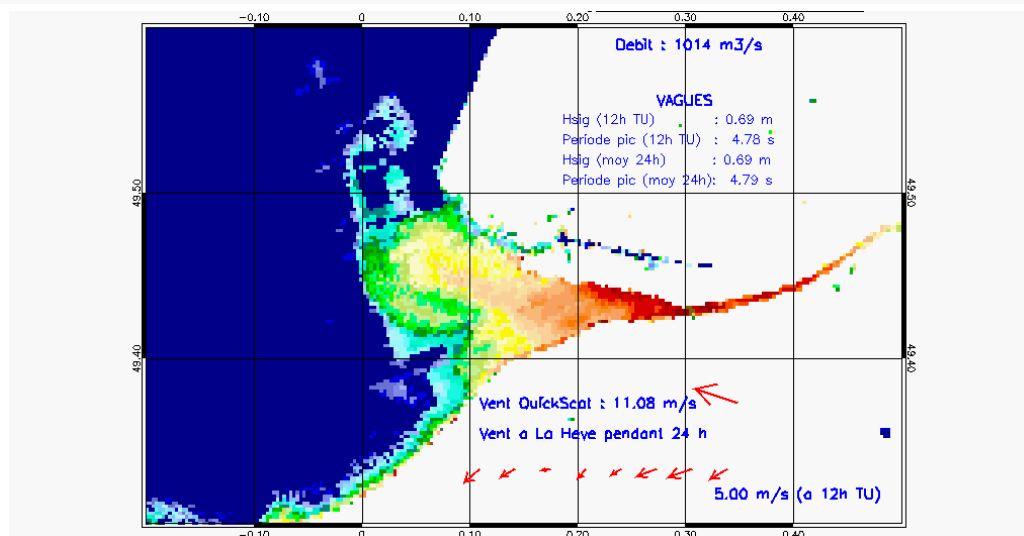 -0.10 0 0.10 0.20 0.30 0.40
Debit : 1014 m3/s
VAGUES
Hsig (12h TU) : 0.69 m
Periode pic (12h TU) : 4.78 s
Hsig (moy 24h) : 0.69 m
Periode pic (moy 24h): 4.79 s
49.50 49.50
49.40 49.40
Vent QuickScat : 11.08 m/s
Vent a La Heve pendant 24 h
5.00 m/s (a 12h TU)
-0.10 0 0.10 0.20 0.30 0.40